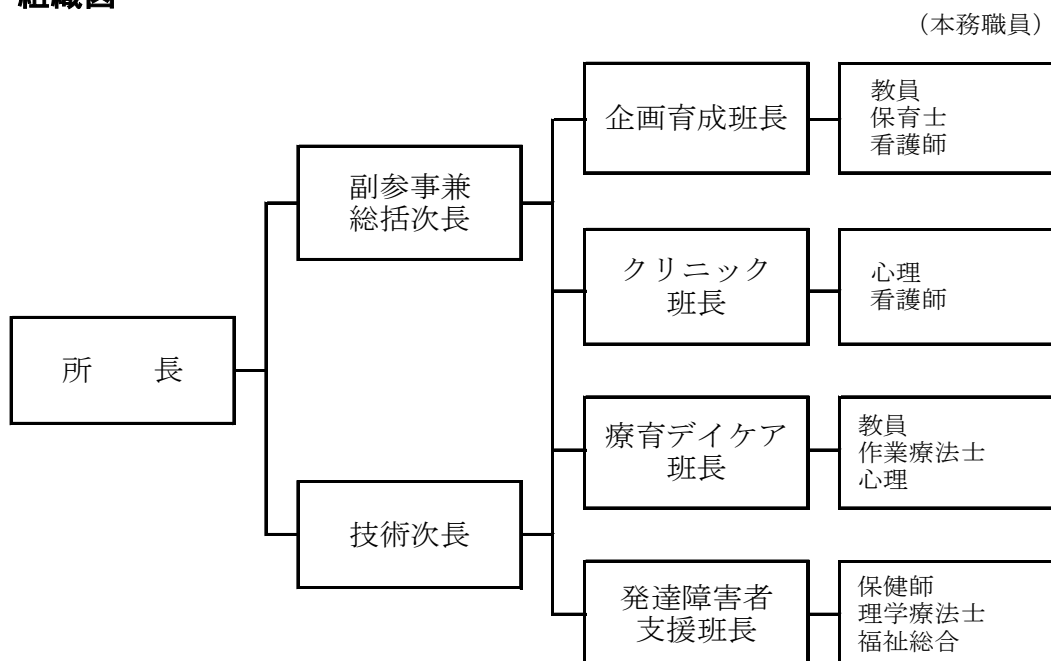 組織図
（本務職員）
所　　長
副参事兼
総括次長
技術次長
企画育成班長
教員
保育士
看護師
クリニック
班長
心理
看護師
療育デイケア
班長
教員
作業療法士
心理
発達障害者
支援班長
保健師
理学療法士
福祉総合